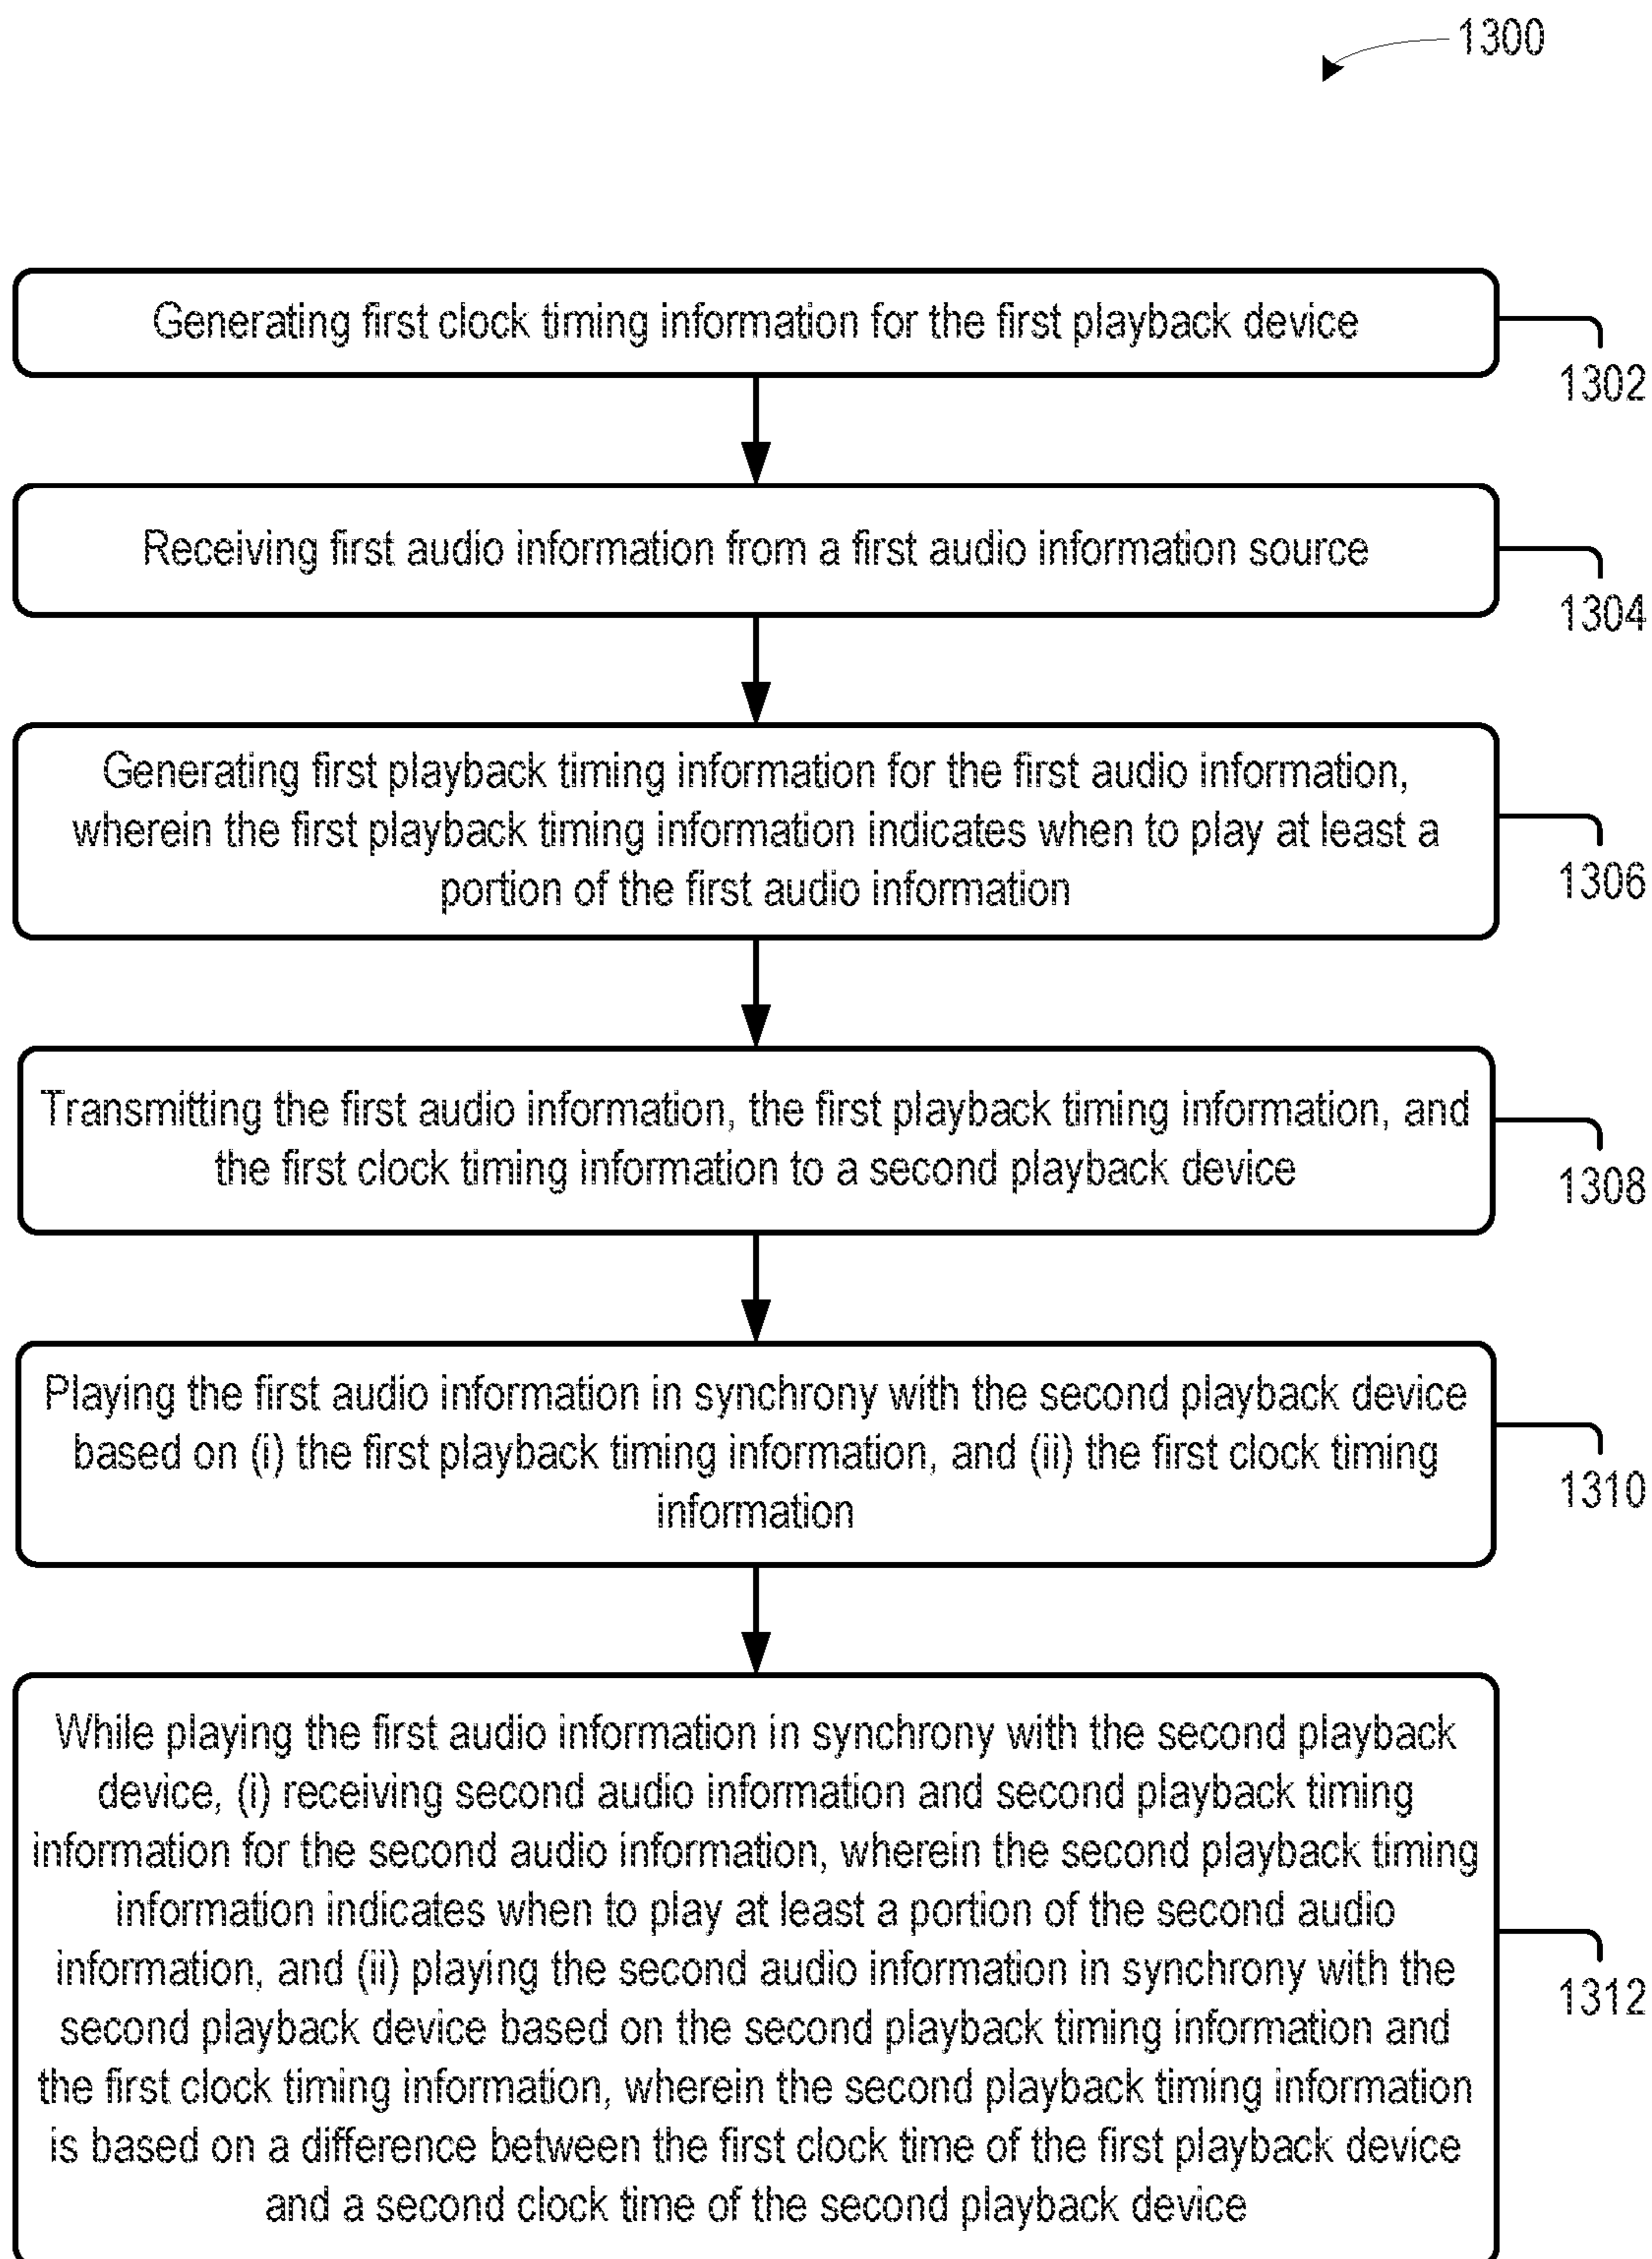 1300
Generating first clock timing information for the first playback device
1302
Receiving first audio information from a first audio information source
1304
Generating first playback timing information for the first audio information,
wherein the first playback timing information indicates when to play at least a
portion of the first audio information
1306
Transmitting the first audio information, the first playback timing information, and
the first clock timing information to a second playback device
1308
Playing the first audio information in synchrony with the second playback device
based on (i) the first playback timing information, and (ii) the first clock timing
information
1310
While playing the first audio information in synchrony with the second playback
device, (i) receiving second audio information and second playback timing
information for the second audio information, wherein the second playback timing
information indicates when to play at least a portion of the second audio
information, and (ii) playing the second audio information in synchrony with the
second playback device based on the second playback timing information and
the first clock timing information, wherein the second playback timing information
is based on a difference between the first clock time of the first playback device
and a second clock time of the second playback device
1312